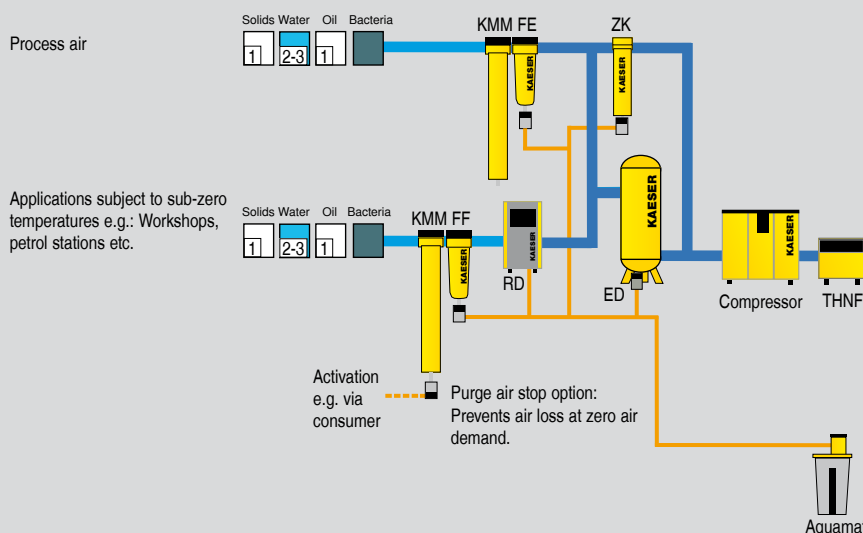 Solids Water Oil Bacteria
KMM FE ZK
Process air
1 2-3 1
KAESER
KAESER
Applications subject to sub-zero
temperatures e.g.: Workshops,
petrol stations etc.
Solids Water Oil Bacteria
KMM FF
1 2-3 1
KAESER
KAESER
KAESER
KAESER
RD
ED
Compressor THNF
Activation
e.g. via
consumer
Purge air stop option:
Prevents air loss at zero air
demand.
Aquamat